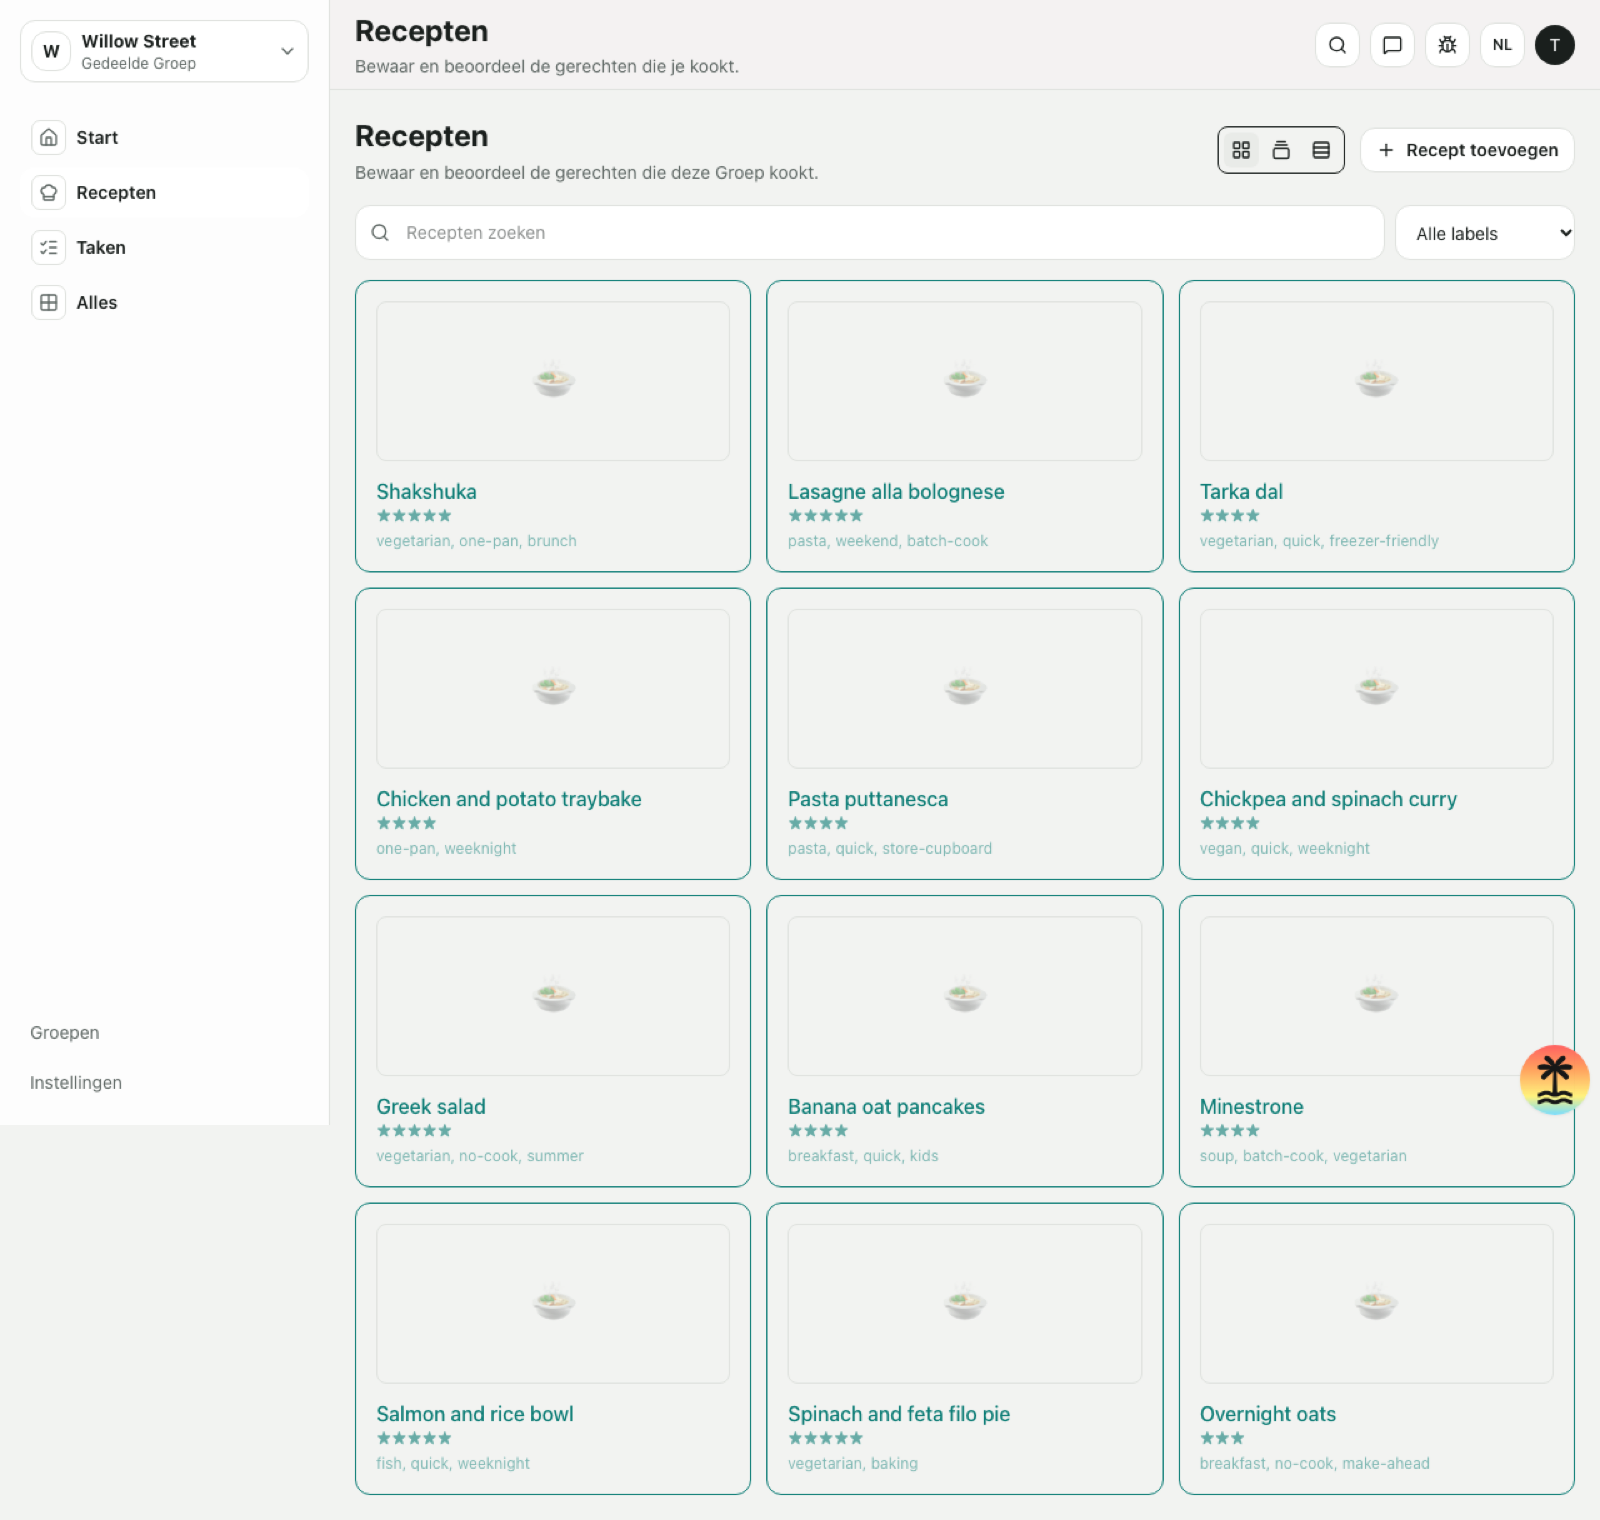 W
Willow Street
Gedeelde Groep
Start
Recepten
Taken
Alles
Groepen
Instellingen
Recepten
Bewaar en beoordeel de gerechten die je kookt.
NL
T
Recepten
Bewaar en beoordeel de gerechten die deze Groep kookt.
Recept toevoegen
Recepten zoeken
Alle labels
Shakshuka
★★★★★
vegetarian, one-pan, brunch
Lasagne alla bolognese
★★★★★
pasta, weekend, batch-cook
Tarka dal
★★★★
vegetarian, quick, freezer-friendly
Chicken and potato traybake
★★★★
one-pan, weeknight
Pasta puttanesca
★★★★
pasta, quick, store-cupboard
Chickpea and spinach curry
★★★★
vegan, quick, weeknight
Greek salad
★★★★★
vegetarian, no-cook, summer
Banana oat pancakes
★★★★
breakfast, quick, kids
Minestrone
★★★★
soup, batch-cook, vegetarian
Salmon and rice bowl
★★★★★
fish, quick, weeknight
Spinach and feta filo pie
★★★★★
vegetarian, baking
Overnight oats
★★★
breakfast, no-cook, make-ahead